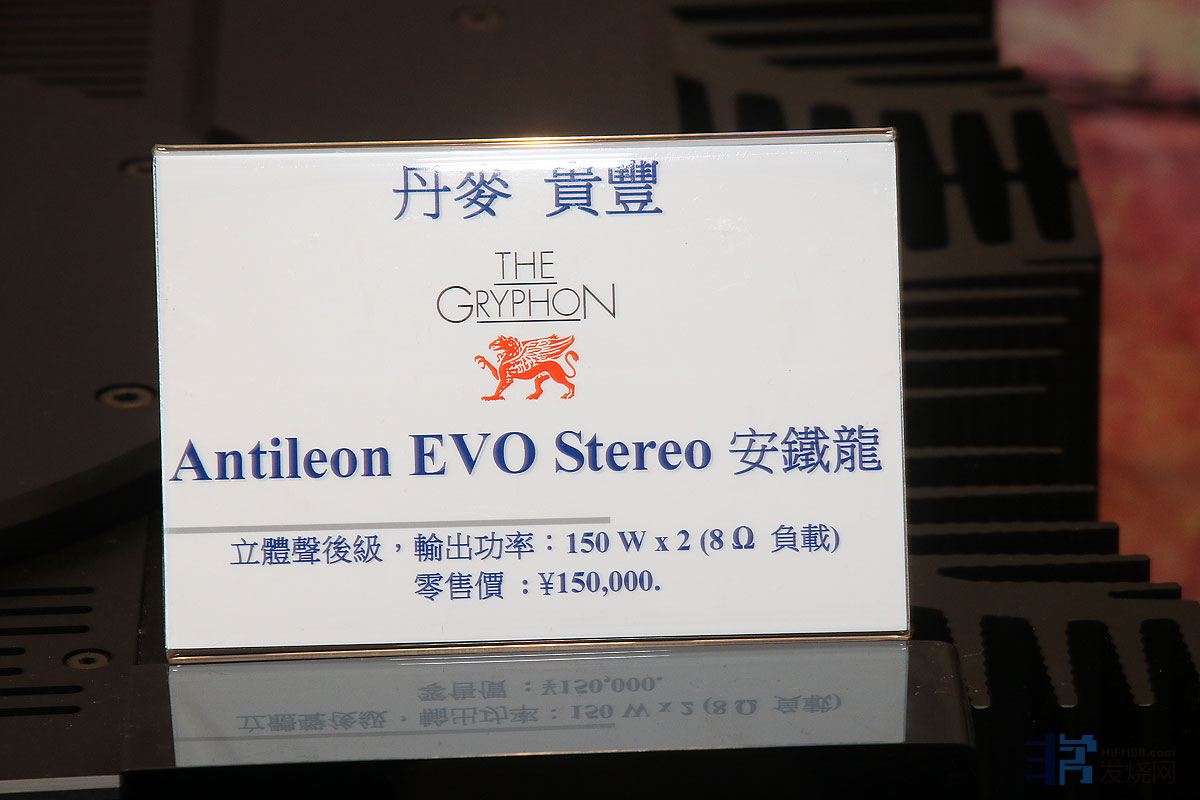 丹麥 貴豐
THE
GRYPHON
Antileon EVO Stereo 安鐵龍
立體聲後級，輸出功率：150 W x 2 (8 Ω 負載)
零售價：¥150,000.
HIFI168.com
发烧网